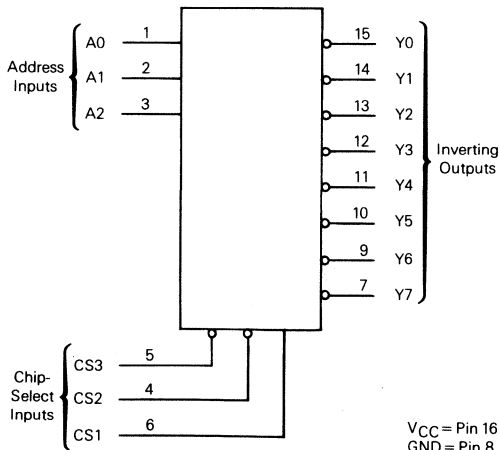 Address
Inputs
A0 1
A1 2
A2 3
15 Y0
14 Y1
13 Y2
12 Y3
11 Y4
10 Y5
9 Y6
7 Y7
Inverting
Outputs
Chip-
Select
Inputs
CS3 5
CS2 4
CS1 6
VCC = Pin 16
GND = Pin 8